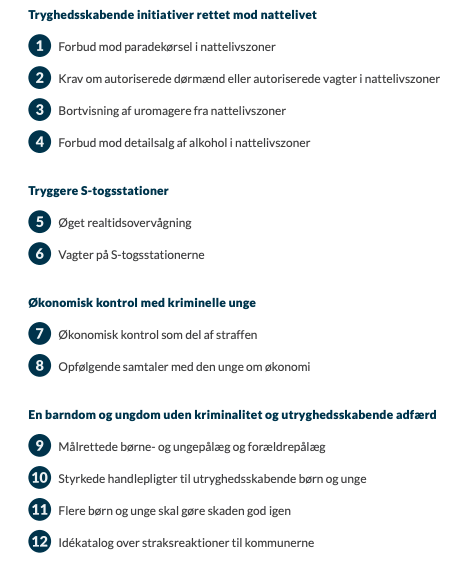 Tryghedsskabende initiativer rettet mod nattelivet
1 Forbud mod paradekørsel i nattelivszoner
2 Krav om autoriserede dørmænd eller autoriserede vagter i nattelivszoner
3 Bortvisning af uromagere fra nattelivszoner
4 Forbud mod detailsalg af alkohol i nattelivszoner
Tryggere S-togsstationer
5 Øget realtidsovervågning
6 Vagter på S-togsstationerne
Økonomisk kontrol med kriminelle unge
7 Økonomisk kontrol som del af straffen
8 Opfølgende samtaler med den unge om økonomi
En barndom og ungdom uden kriminalitet og utryghedsskabende adfærd
9 Målrettede børne- og ungepålæg og forældrepålæg
10 Styrkede handlepligter til utryghedsskabende børn og unge
11 Flere børn og unge skal gøre skaden god igen
12 Idékatalog over straksreaktioner til kommunerne